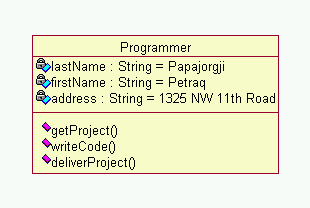 Programmer
lastName : String = Papajorgji
firstName : String = Petraq
address : String = 1325 NW 11th Road
getProject()
writeCode()
deliverProject()